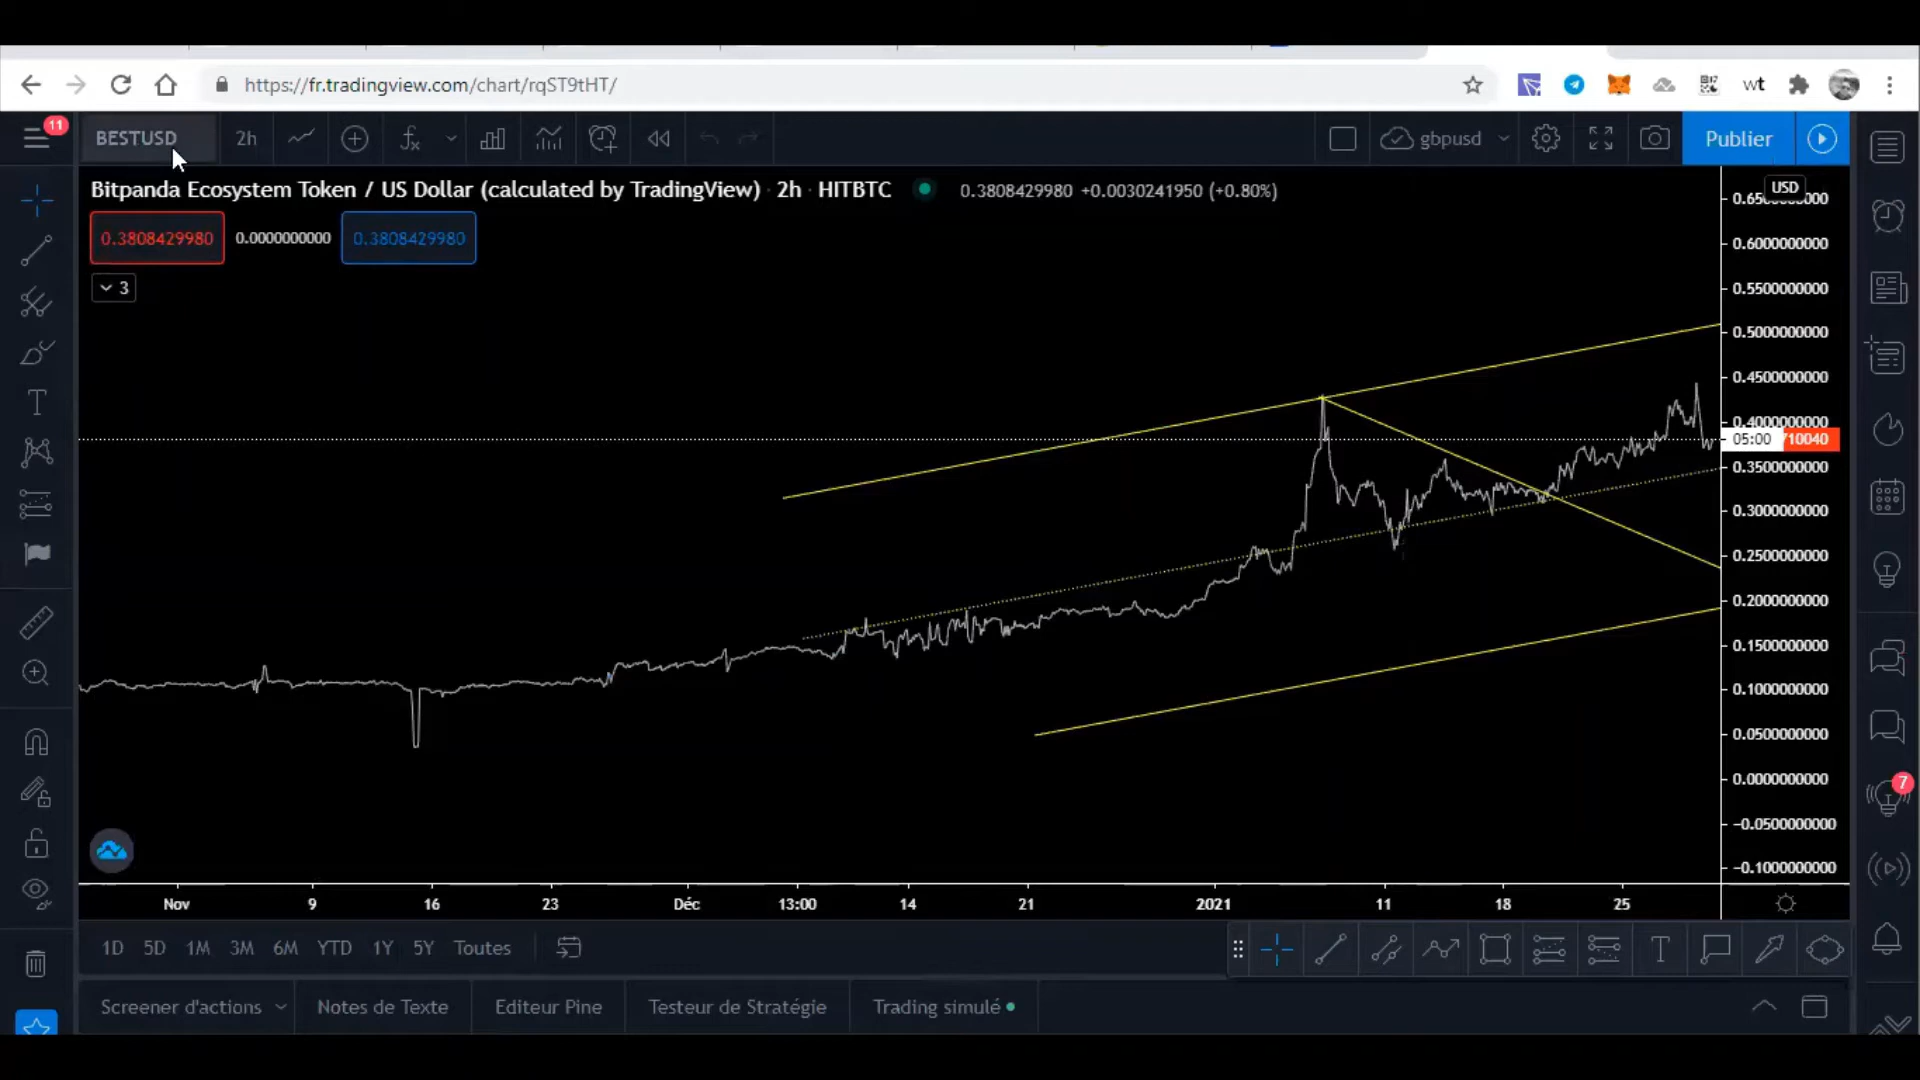 https://fr.tradingview.com/chart/rqST9tHT/
wt
11
BESTUSD
2h
gbpusd
Publier
Bitpanda Ecosystem Token / US Dollar (calculated by TradingView) · 2h · HITBTC
0.3808429980 +0.0030241950 (+0.80%)
USD
0.3808429980
0.0000000000
0.3808429980
3
0.6000000000
0.5500000000
0.5000000000
0.4500000000
0.4000000000
05:00
0.3500000000
0.3000000000
0.2500000000
0.2000000000
0.1500000000
0.1000000000
0.0500000000
0.0000000000
−0.0500000000
−0.1000000000
7
Nov 9 16 23 Déc 13:00 14 21 2021 11 18 25
1D 5D 1M 3M 6M YTD 1Y 5Y Toutes
Screener d'actions Notes de Texte Editeur Pine Testeur de Stratégie Trading simulé